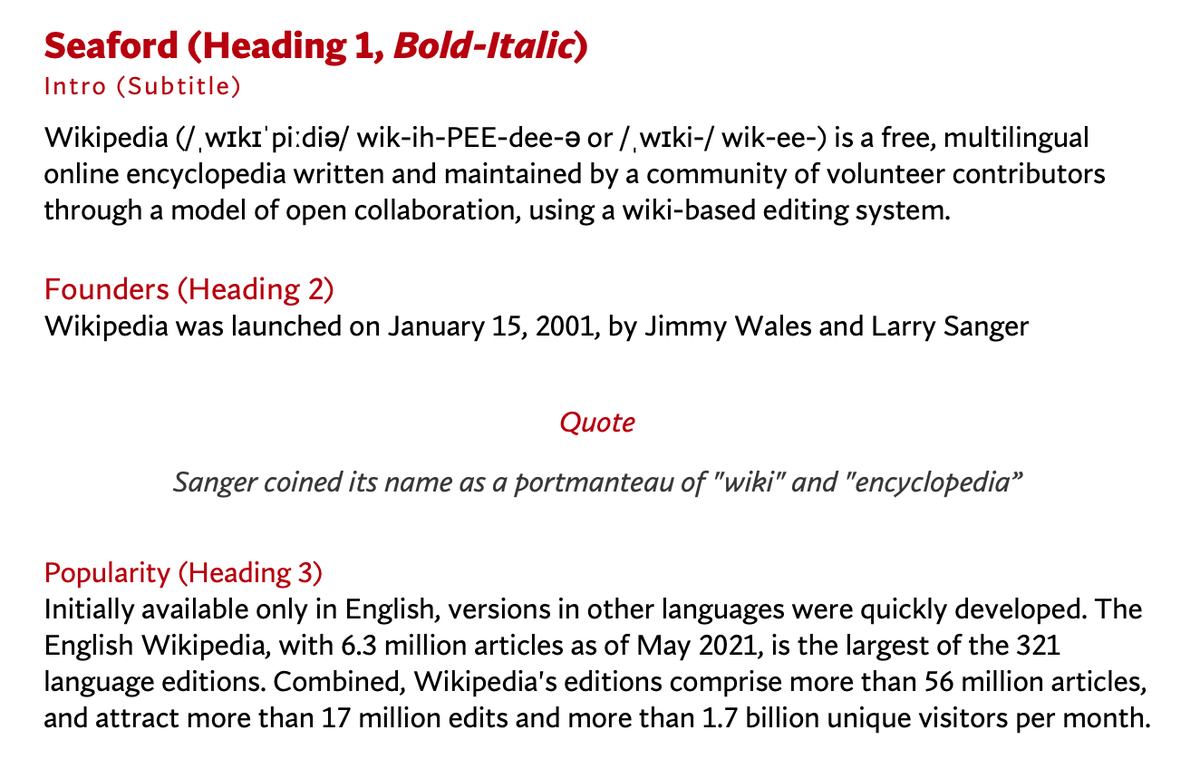 Seaford (Heading 1, Bold-Italic)
Intro (Subtitle)
Wikipedia (/ˌwɪkɪˈpiːdiə/ wik-ih-PEE-dee-ə or /ˌwɪki-/ wik-ee-) is a free, multilingual
online encyclopedia written and maintained by a community of volunteer contributors
through a model of open collaboration, using a wiki-based editing system.
Founders (Heading 2)
Wikipedia was launched on January 15, 2001, by Jimmy Wales and Larry Sanger
Quote
Sanger coined its name as a portmanteau of "wiki" and "encyclopedia”
Popularity (Heading 3)
Initially available only in English, versions in other languages were quickly developed. The
English Wikipedia, with 6.3 million articles as of May 2021, is the largest of the 321
language editions. Combined, Wikipedia's editions comprise more than 56 million articles,
and attract more than 17 million edits and more than 1.7 billion unique visitors per month.